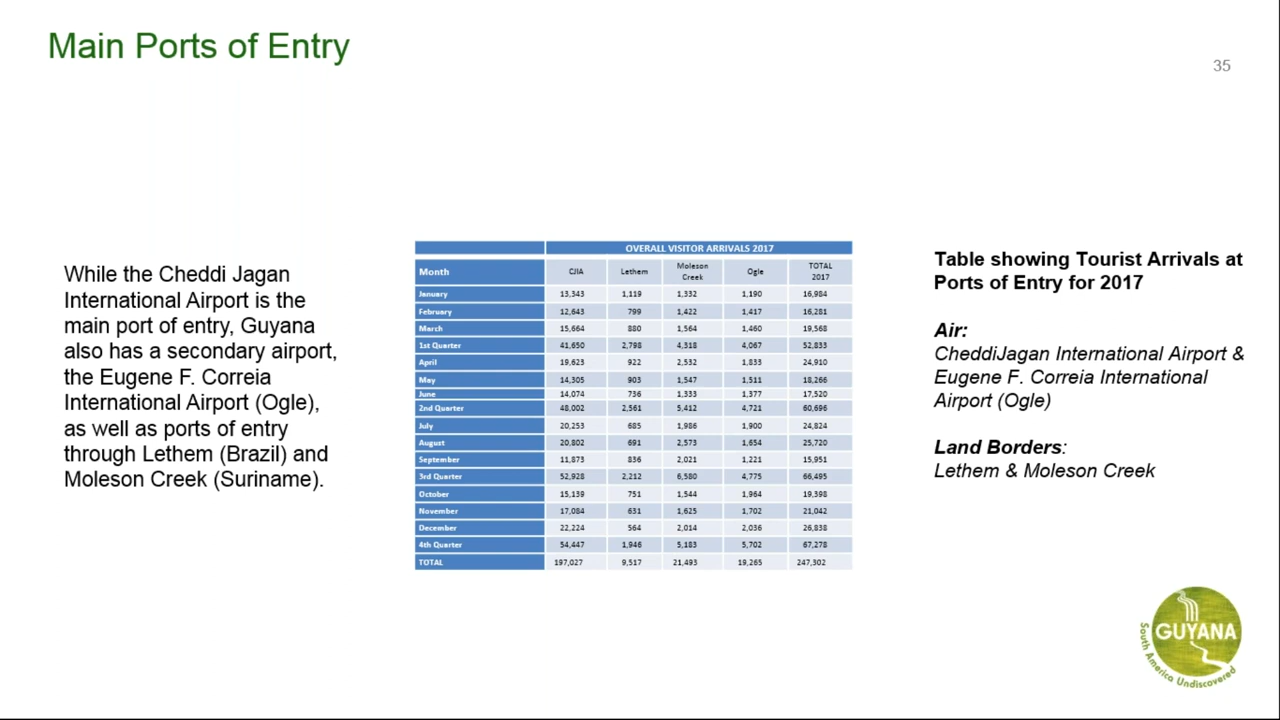 Main Ports of Entry
35
While the Cheddi Jagan
International Airport is the
main port of entry, Guyana
also has a secondary airport,
the Eugene F. Correia
International Airport (Ogle),
as well as ports of entry
through Lethem (Brazil) and
Moleson Creek (Suriname).
OVERALL VISITOR ARRIVALS 2017
Month CJIA Lethem Moleson Creek Ogle TOTAL 2017
January 13,343 1,119 1,332 1,190 16,984
February 12,643 799 1,422 1,417 16,281
March 15,664 880 1,564 1,460 19,568
1st Quarter 41,650 2,798 4,318 4,067 52,833
April 19,623 922 2,532 1,833 24,910
May 14,305 903 1,547 1,511 18,266
June 14,074 736 1,333 1,377 17,520
2nd Quarter 48,002 2,561 5,412 4,721 60,696
July 20,253 685 1,986 1,900 24,824
August 20,802 691 2,573 1,654 25,720
September 11,873 836 2,021 1,221 15,951
3rd Quarter 52,928 2,212 6,580 4,775 66,495
October 15,139 751 1,544 1,964 19,398
November 17,084 631 1,625 1,702 21,042
December 22,224 564 2,014 2,036 26,838
4th Quarter 54,447 1,946 5,183 5,702 67,278
TOTAL 197,027 9,517 21,493 19,265 247,302
Table showing Tourist Arrivals at
Ports of Entry for 2017
Air:
CheddiJagan International Airport &
Eugene F. Correia International
Airport (Ogle)
Land Borders:
Lethem & Moleson Creek
GUYANA
South America Undiscovered